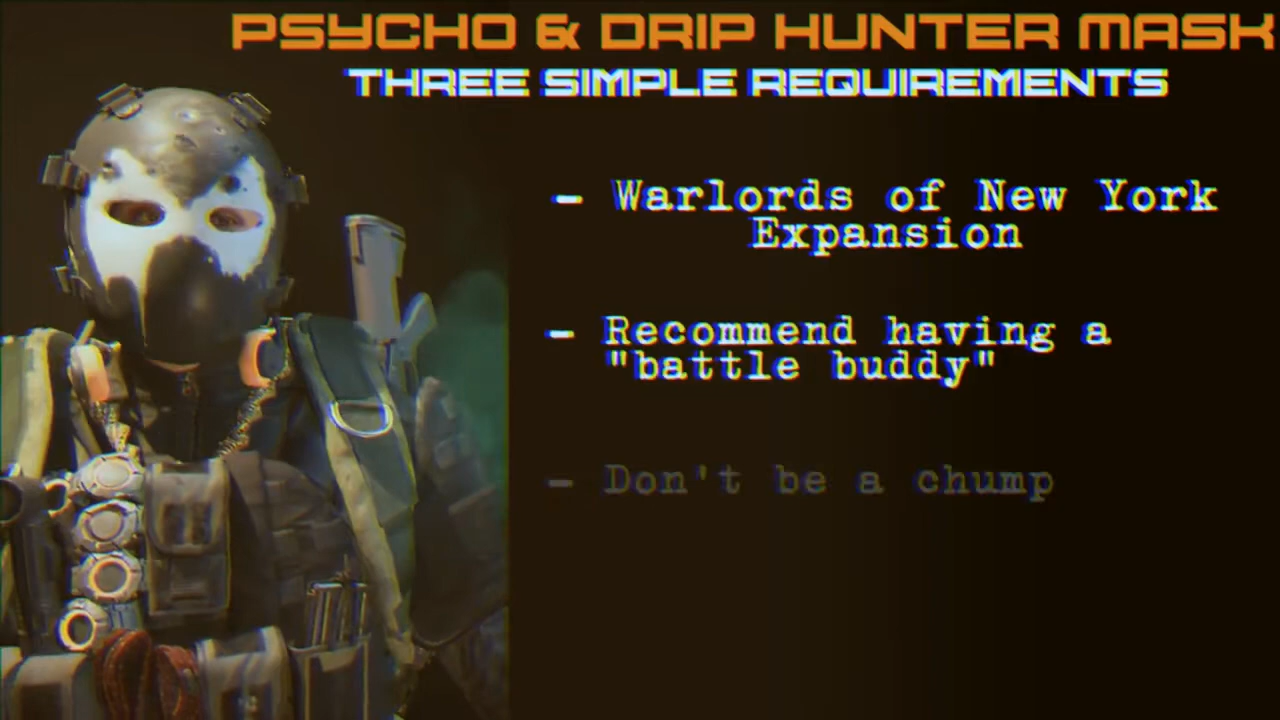 PSYCHO & DRIP HUNTER MASK
THREE SIMPLE REQUIREMENTS
- Warlords of New York
Expansion
- Recommend having a
"battle buddy"
- Don't be a chump